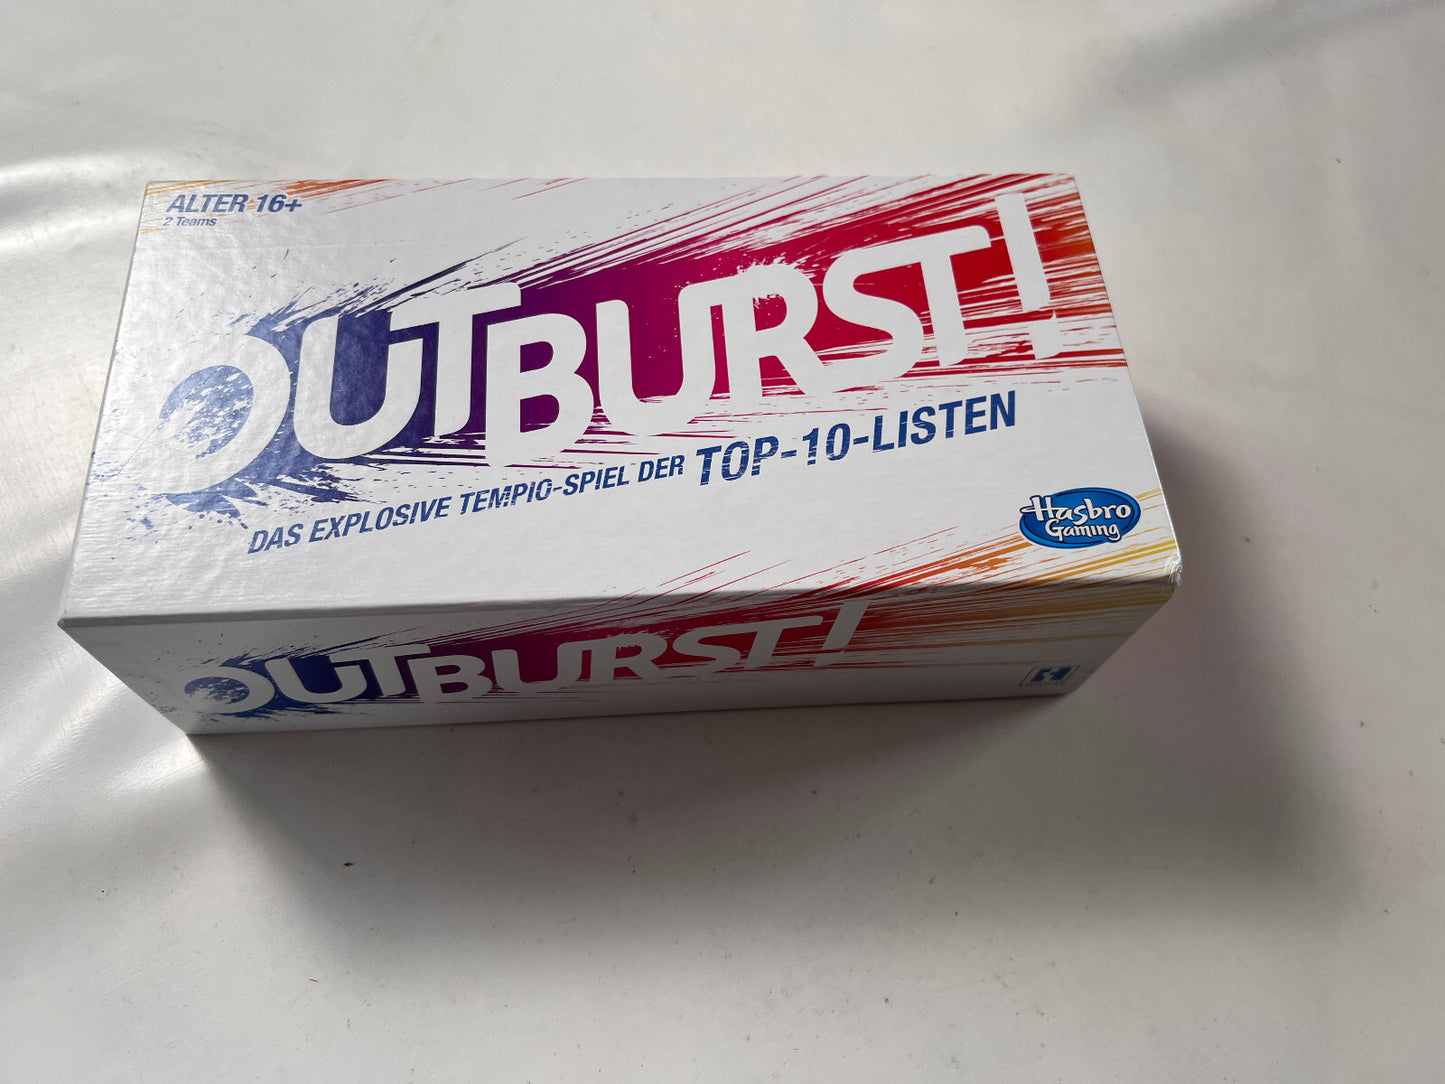 ALTER 16+
2 Teams
OUTBURST!
DAS EXPLOSIVE TEMPIO-SPIEL DER TOP-10-LISTEN
Hasbro
Gaming
OUTBURST!